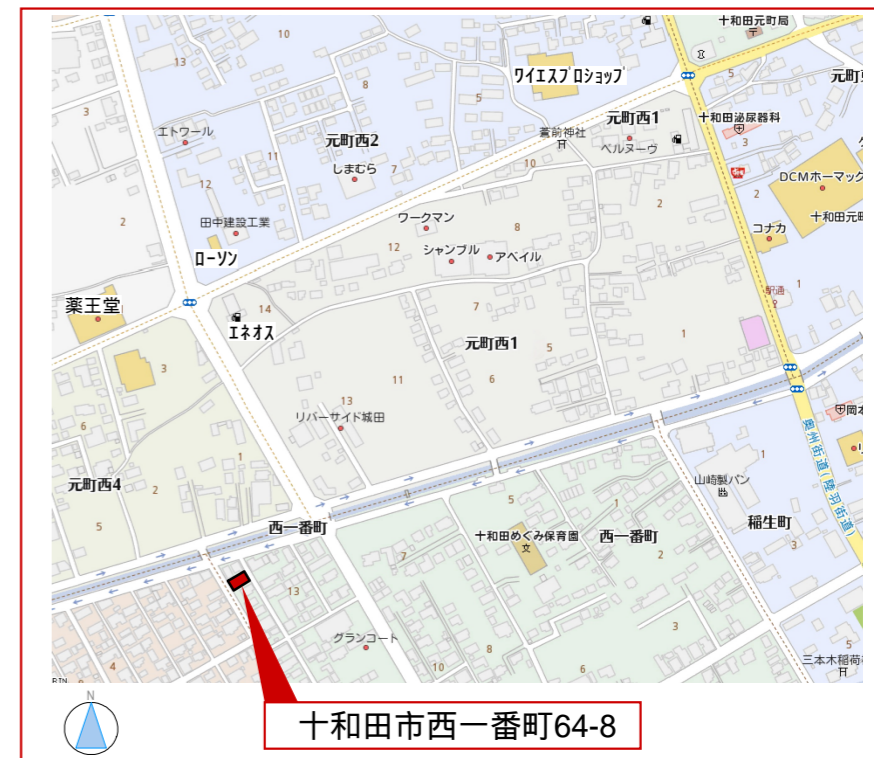 十和田元町局
10
13
ワイエスプロショップ
8
5
5
元町
3
エトワール
元町西2
元町西1
十和田泌尿器科
菅前神社
ベルヌーヴ
3
しまむら
7
11
10
12
2
2
DCMホーマック
2
田中建設工業
ワークマン
8
コナカ
十和田元町
12
シャンブル
アベイル
ローソン
薬王堂
14
7
1
エネオス
元町西1
5
1
3
6
11
13
リバーサイド城田
6
岡本
奥州街道(陸羽街道)
元町西4
1
2
山崎製パン
1
5
5
1
西一番町
十和田めぐみ保育園
西一番町
稲生町
7
2
3
13
グランコート
3
4
8
10
6
5
三本木稲荷
N
十和田市西一番町64-8